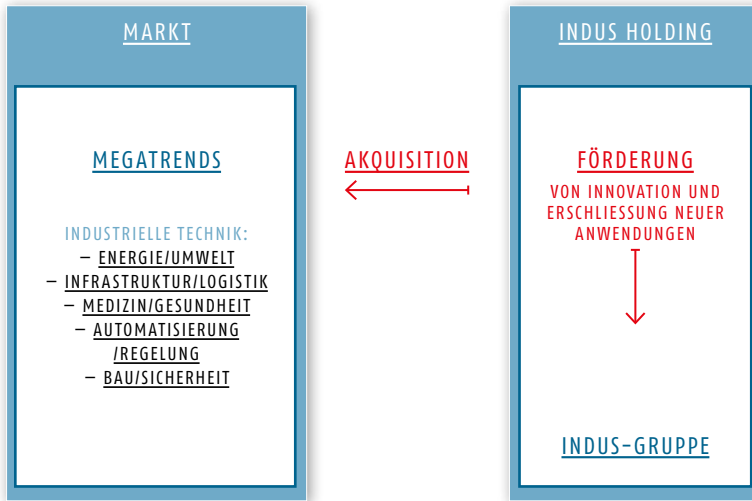 MARKT
MEGATRENDS
INDUSTRIELLE TECHNIK:
– ENERGIE/UMWELT
– INFRASTRUKTUR/LOGISTIK
– MEDIZIN/GESUNDHEIT
– AUTOMATISIERUNG
/REGELUNG
– BAU/SICHERHEIT
AKQUISITION
INDUS HOLDING
FÖRDERUNG
VON INNOVATION UND
ERSCHLIESSUNG NEUER
ANWENDUNGEN
INDUS-GRUPPE